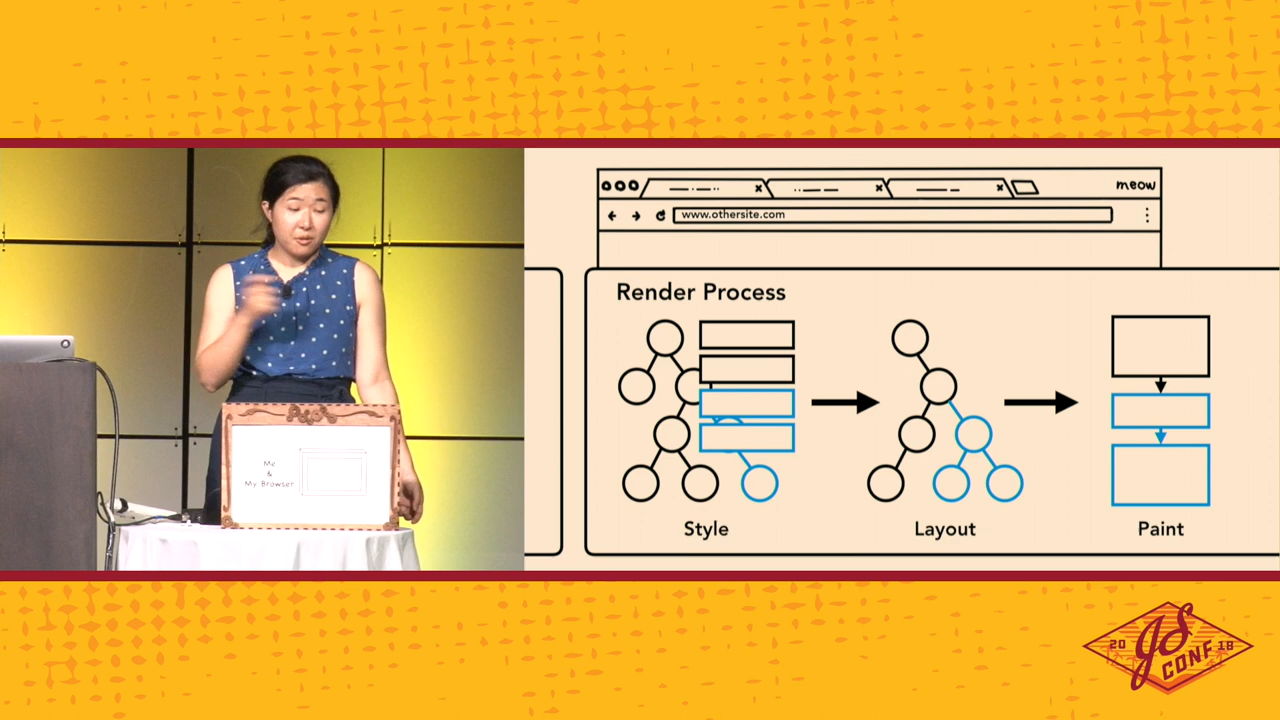 meow
www.othersite.com
Render Process
Style
Layout
Paint
Me
&
My Browser
20 JS 18
CONF